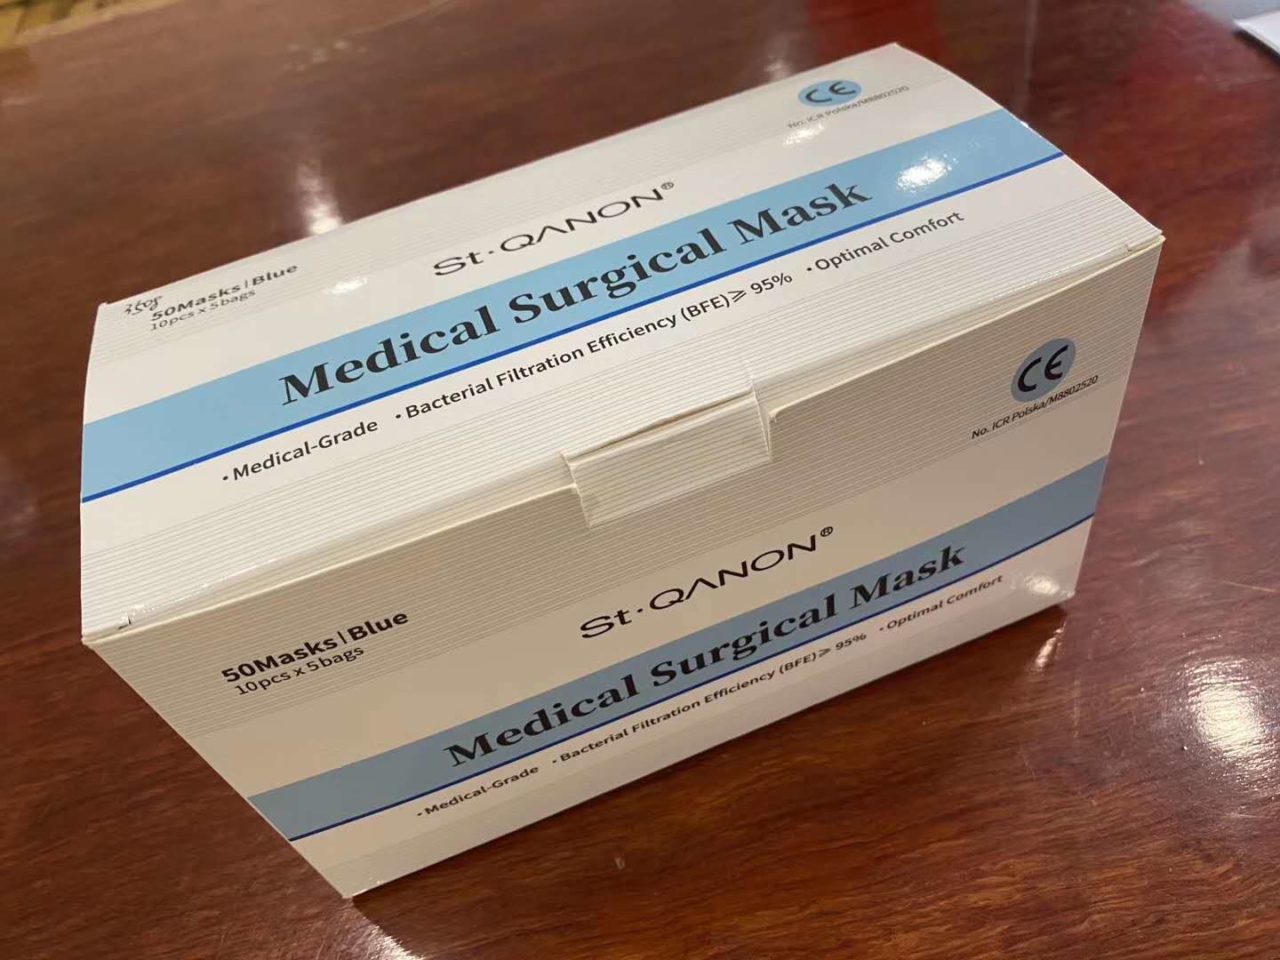 CE
No. ICR Polska/M8802520
St·QANON®
50Masks | Blue
10pcs x 5bags
Medical Surgical Mask
·Medical-Grade ·Bacterial Filtration Efficiency (BFE)⩾ 95% ·Optimal Comfort
CE
No. ICR Polska/M8802520
St·QANON®
50Masks | Blue
10pcs x 5bags
Medical Surgical Mask
·Medical-Grade ·Bacterial Filtration Efficiency (BFE)⩾ 95% ·Optimal Comfort